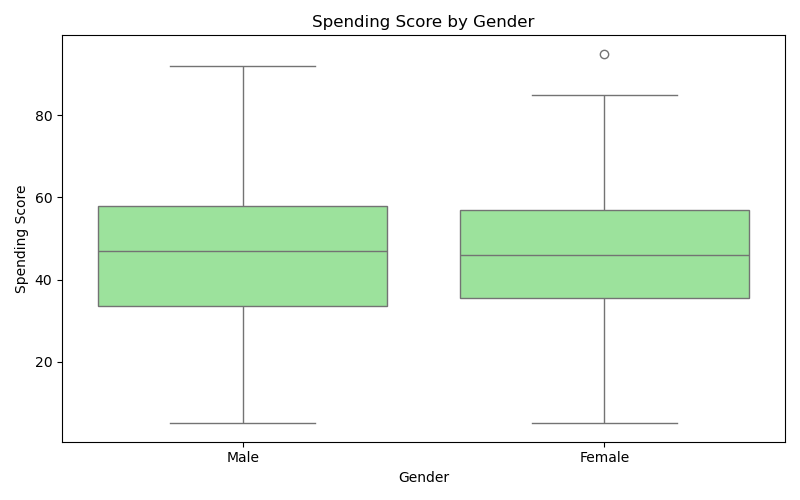 Spending Score by Gender
Spending Score
80
60
40
20
Male Female
Gender